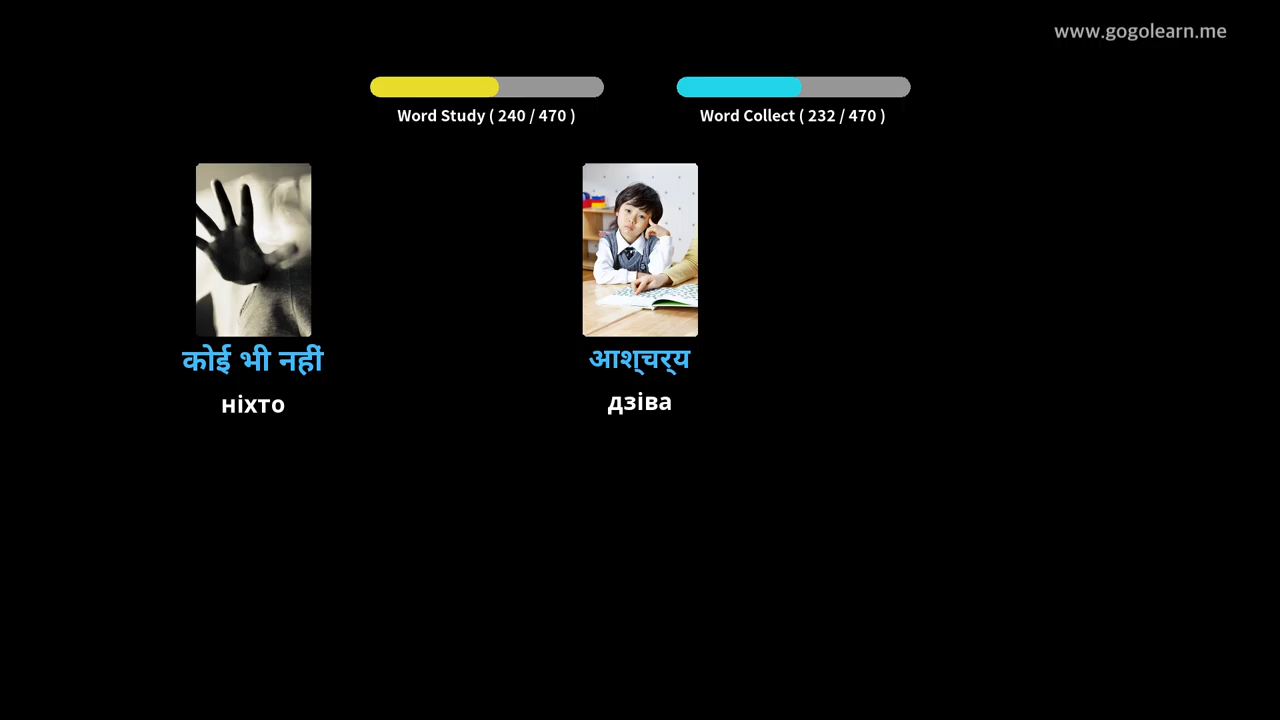 www.gogolearn.me
Word Study ( 240 / 470 )
Word Collect ( 232 / 470 )
कोई भी नहीं
ніхто
आश्चर्य
дзіва